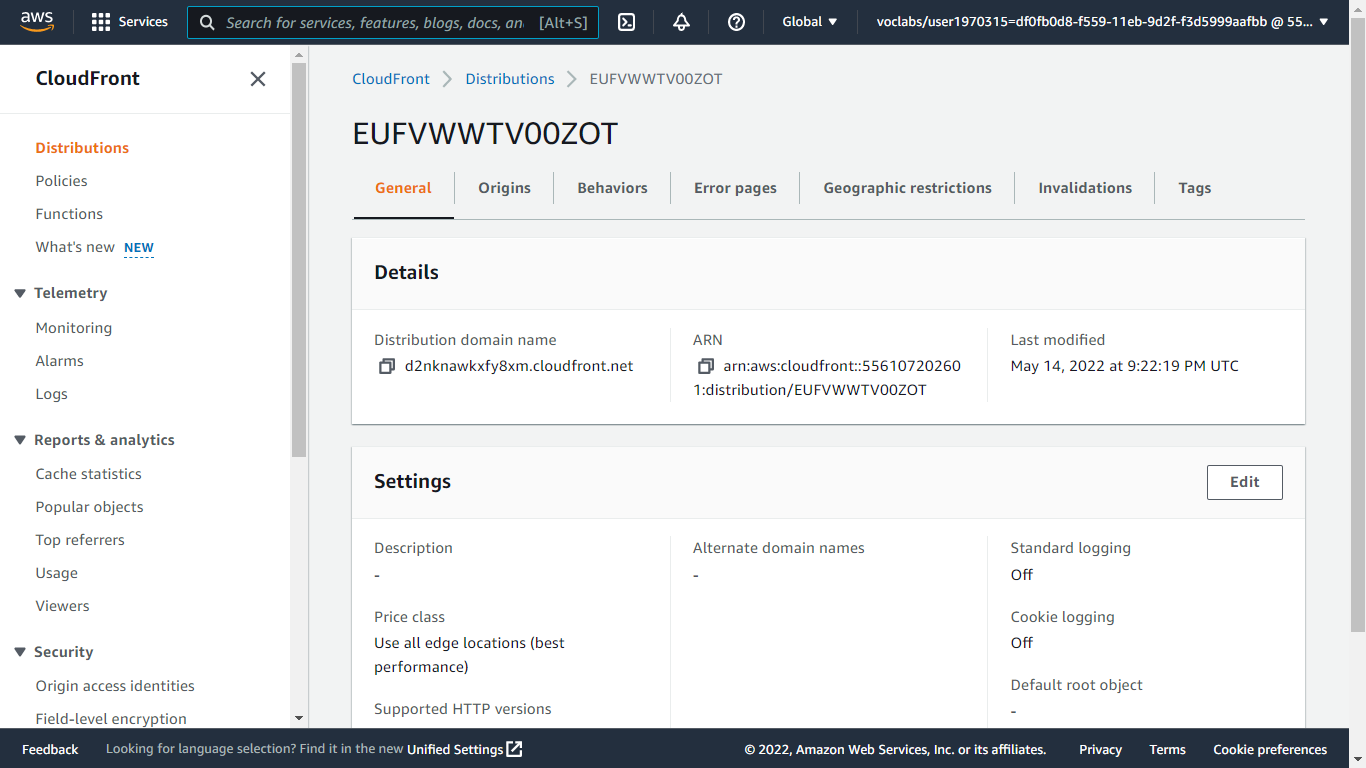 aws
Services
Search for services, features, blogs, docs, an
[Alt+S]
Global
voclabs/user1970315=df0fb0d8-f559-11eb-9d2f-f3d5999aafbb @ 55...
CloudFront
Distributions
Policies
Functions
What's new NEW
Telemetry
Monitoring
Alarms
Logs
Reports & analytics
Cache statistics
Popular objects
Top referrers
Usage
Viewers
Security
Origin access identities
Field-level encryption
CloudFront
Distributions
EUFVWWTV00ZOT
EUFVWWTV00ZOT
General
Origins
Behaviors
Error pages
Geographic restrictions
Invalidations
Tags
Details
Distribution domain name
d2nknawkxfy8xm.cloudfront.net
ARN
arn:aws:cloudfront::55610720260
1:distribution/EUFVWWTV00ZOT
Last modified
May 14, 2022 at 9:22:19 PM UTC
Settings
Edit
Description
-
Price class
Use all edge locations (best
performance)
Supported HTTP versions
Alternate domain names
-
Standard logging
Off
Cookie logging
Off
Default root object
-
Feedback
Looking for language selection? Find it in the new Unified Settings
© 2022, Amazon Web Services, Inc. or its affiliates.
Privacy
Terms
Cookie preferences